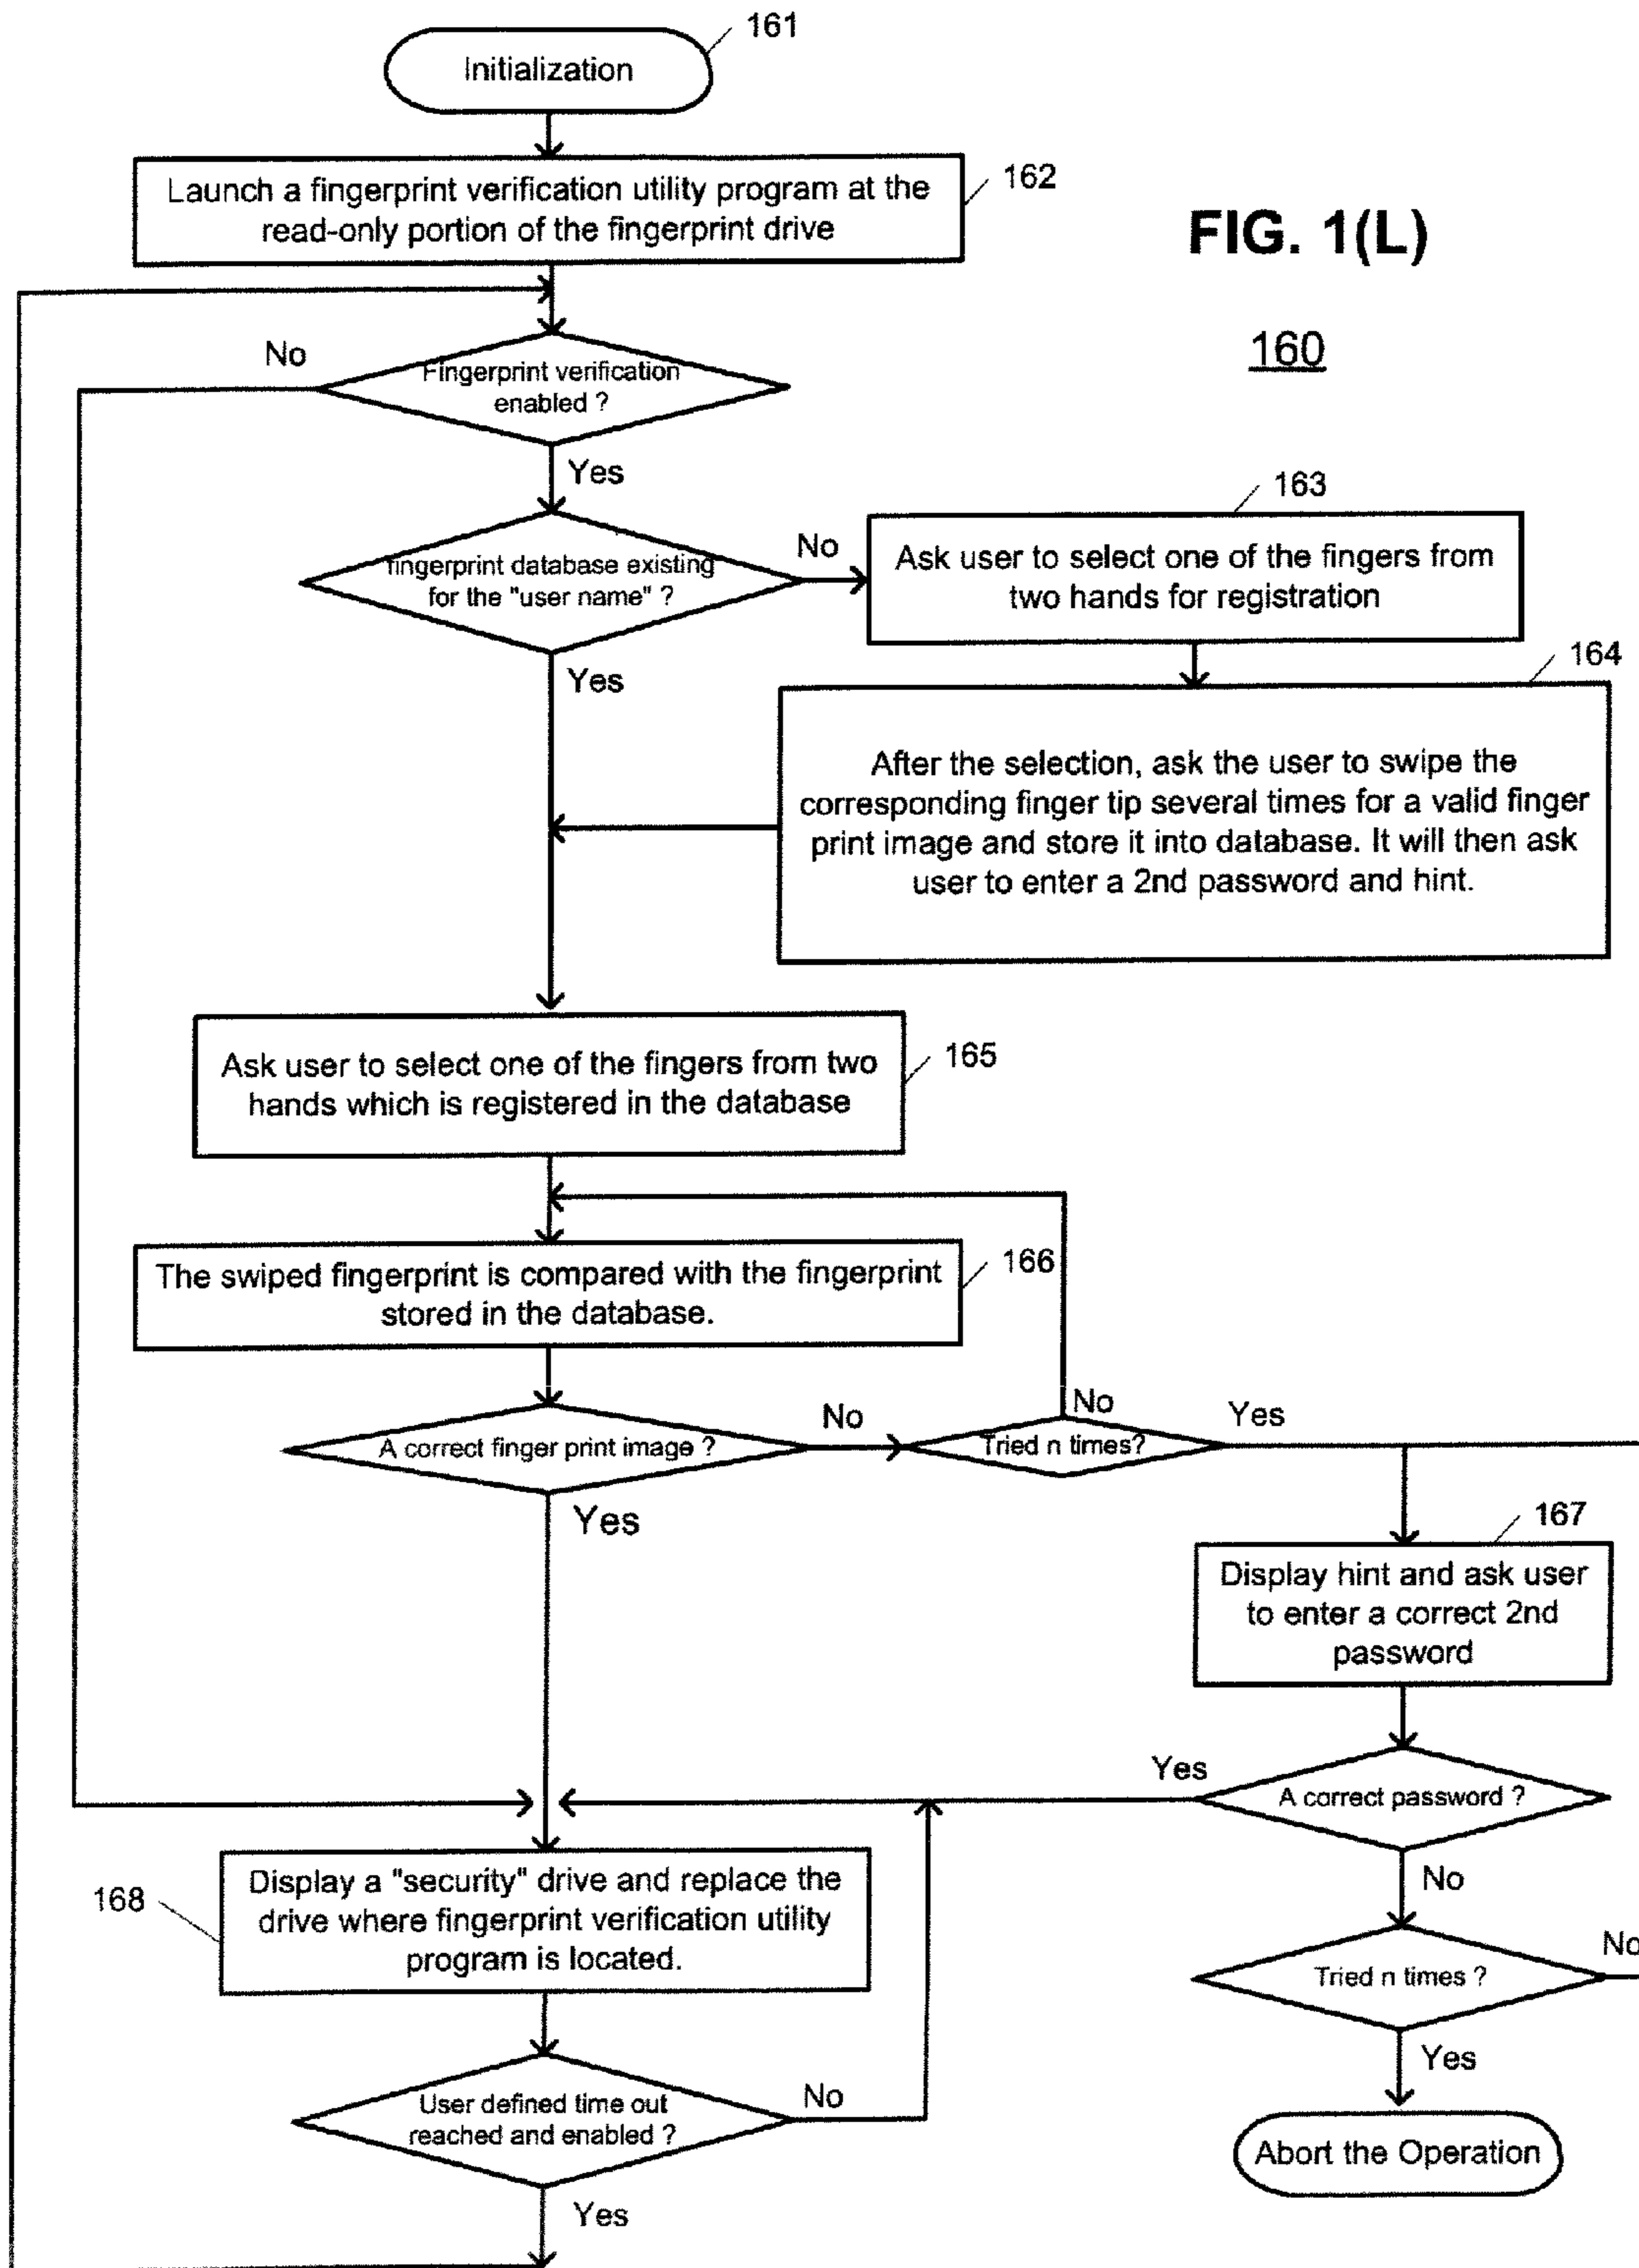 161
Initialization
Launch a fingerprint verification utility program at the
read-only portion of the fingerprint drive
162
FIG. 1(L)
160
No
Fingerprint verification
enabled ?
Yes
163
fingerprint database existing
for the "user name" ?
No
Ask user to select one of the fingers from
two hands for registration
Yes
164
After the selection, ask the user to swipe the
corresponding finger tip several times for a valid finger
print image and store it into database. It will then ask
user to enter a 2nd password and hint.
Ask user to select one of the fingers from two
hands which is registered in the database
165
The swiped fingerprint is compared with the fingerprint
stored in the database.
166
A correct finger print image ?
No
Tried n times?
No
Yes
Yes
167
Display hint and ask user
to enter a correct 2nd
password
Yes
A correct password ?
168
Display a "security" drive and replace the
drive where fingerprint verification utility
program is located.
No
Tried n times ?
No
User defined time out
reached and enabled ?
No
Yes
Abort the Operation
Yes